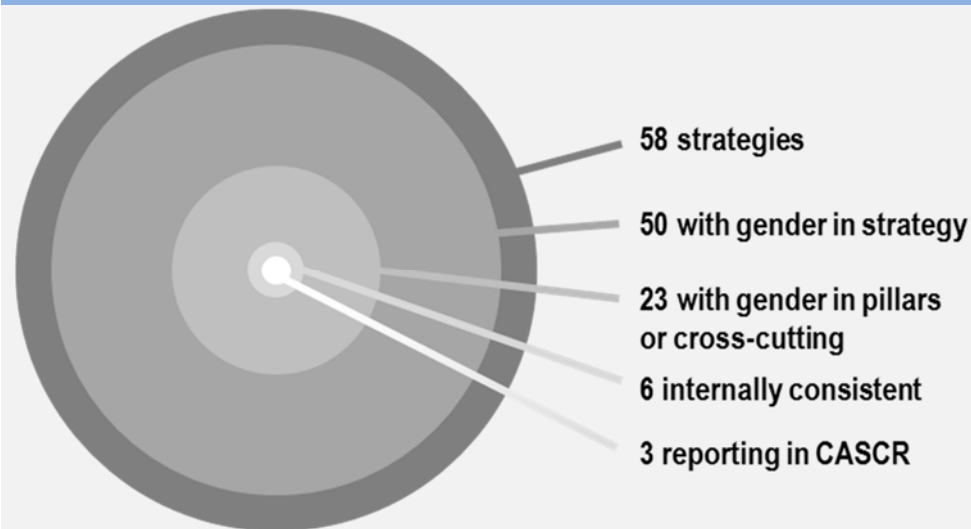 58 strategies
50 with gender in strategy
23 with gender in pillars
or cross-cutting
6 internally consistent
3 reporting in CASCR